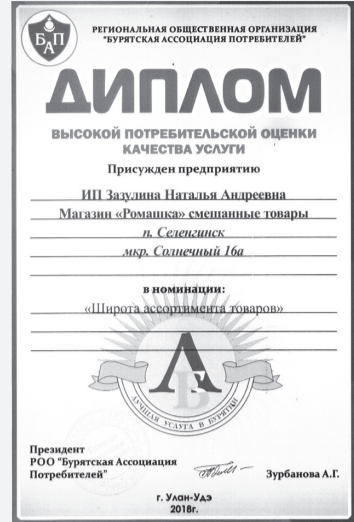 БАП
РЕГИОНАЛЬНАЯ ОБЩЕСТВЕННАЯ ОРГАНИЗАЦИЯ
"БУРЯТСКАЯ АССОЦИАЦИЯ ПОТРЕБИТЕЛЕЙ"
ДИПЛОМ
ВЫСОКОЙ ПОТРЕБИТЕЛЬСКОЙ ОЦЕНКИ
КАЧЕСТВА УСЛУГИ
Присужден предприятию
ИП Зазулина Наталья Андреевна
Магазин «Ромашка» смешанные товары
п. Селенгинск
мкр. Солнечный 16а
в номинации:
«Широта ассортимента товаров»
ЛУЧШАЯ УСЛУГА В БУРЯТИИ
Президент
РОО "Бурятская Ассоциация
Потребителей"
Зурбанова А.Г.
г. Улан-Удэ
2018г.